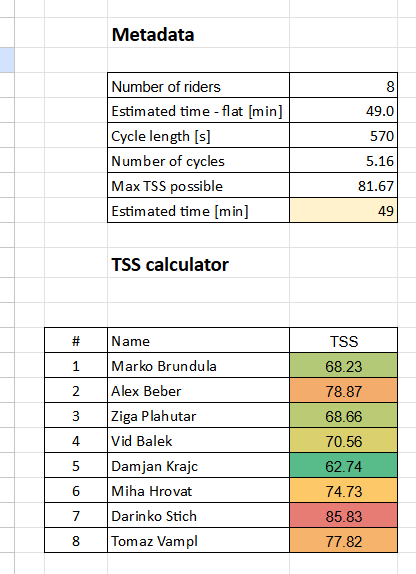 Metadata
Number of riders 8
Estimated time - flat [min] 49.0
Cycle length [s] 570
Number of cycles 5.16
Max TSS possible 81.67
Estimated time [min] 49
TSS calculator
# Name TSS
1 Marko Brundula 68.23
2 Alex Beber 78.87
3 Ziga Plahutar 68.66
4 Vid Balek 70.56
5 Damjan Krajc 62.74
6 Miha Hrovat 74.73
7 Darinko Stich 85.83
8 Tomaz Vampl 77.82